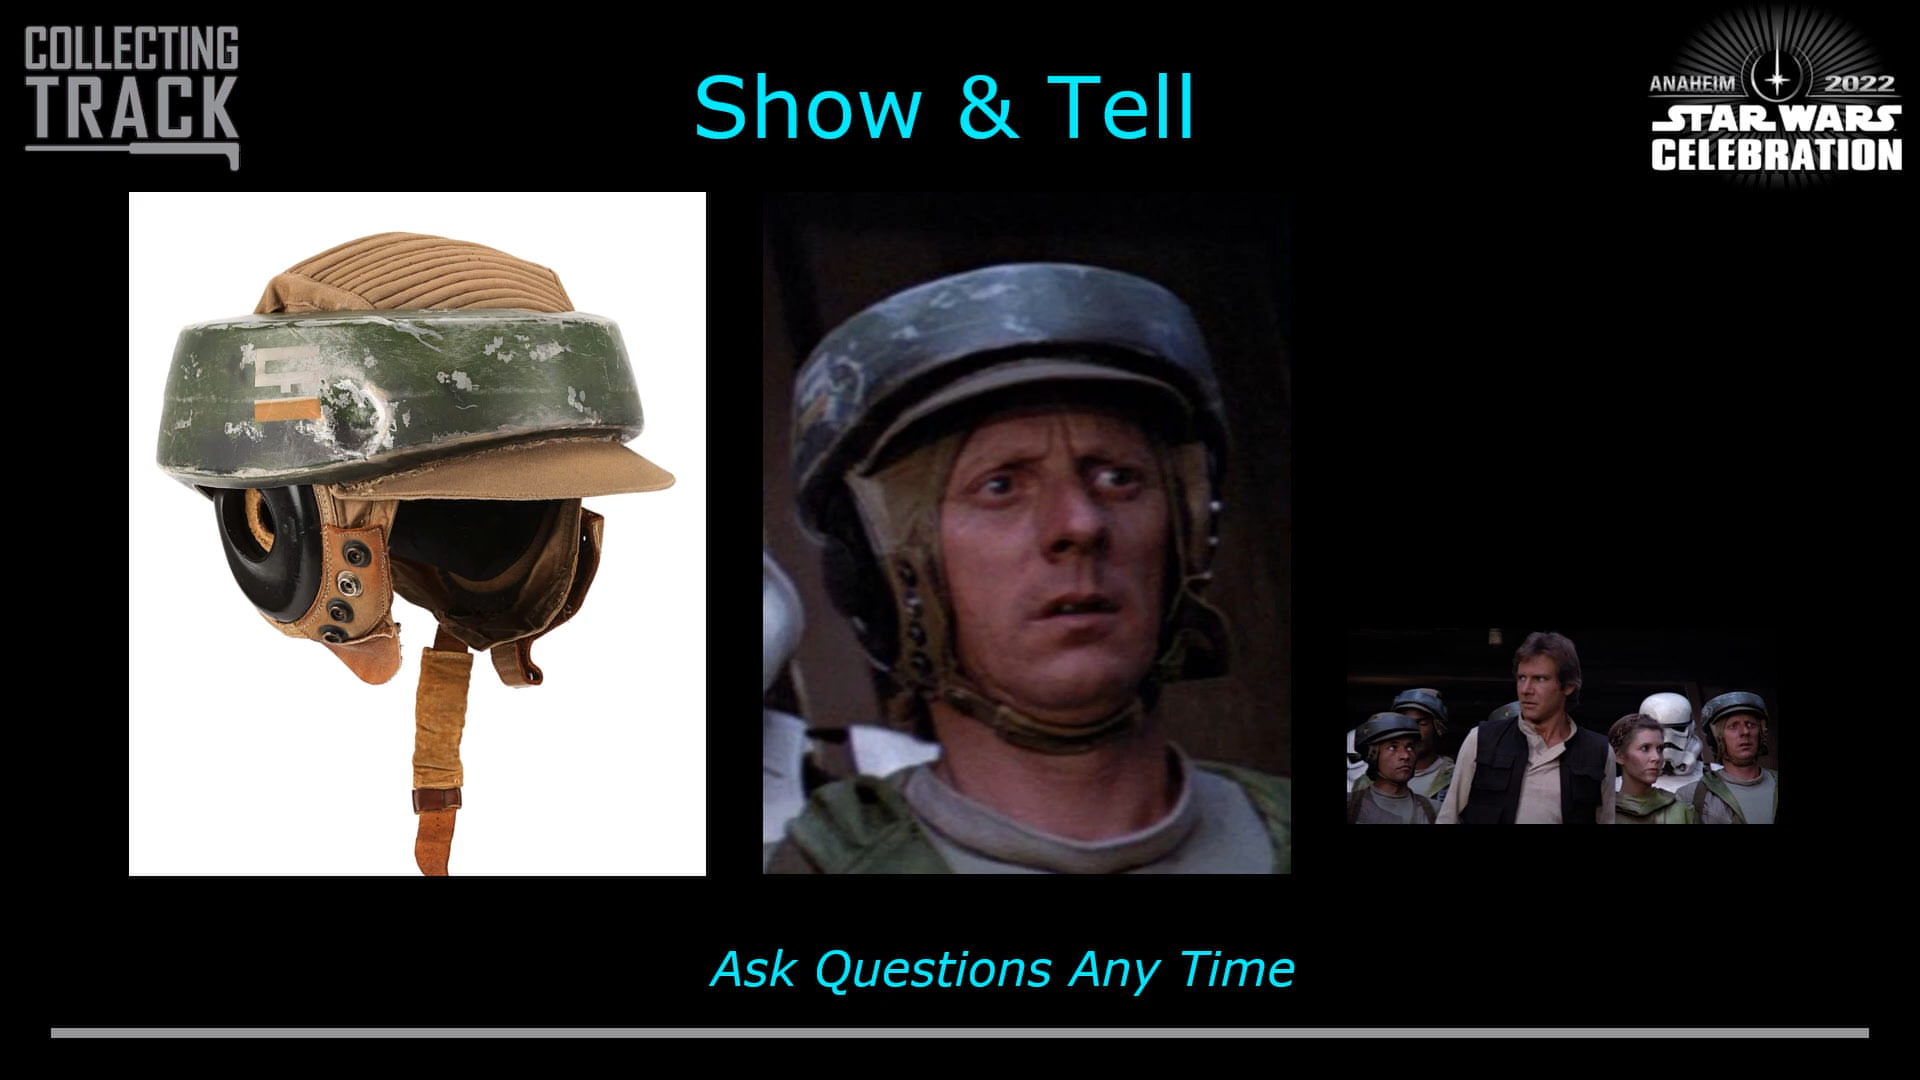 COLLECTING
TRACK
Show & Tell
ANAHEIM 2022
STAR WARS
CELEBRATION
Ask Questions Any Time